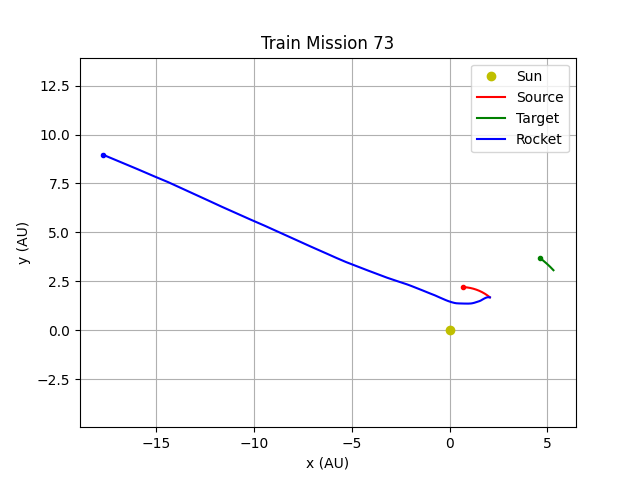 Train Mission 73
Sun
Source
Target
Rocket
12.5
10.0
7.5
5.0
2.5
0.0
−2.5
y (AU)
−15 −10 −5 0 5
x (AU)